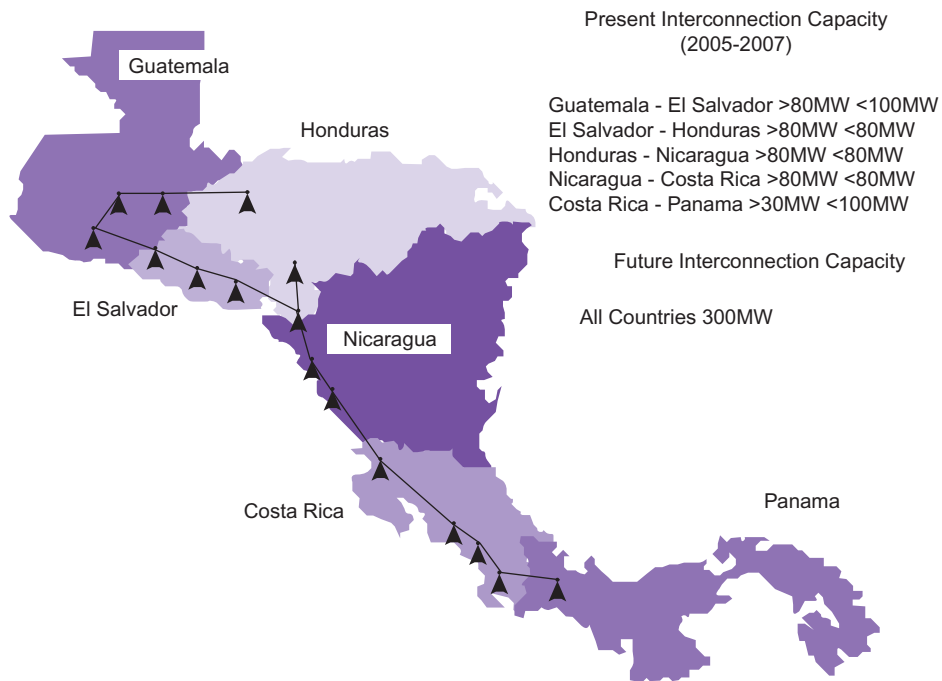 Present Interconnection Capacity
(2005-2007)
Guatemala
Guatemala - El Salvador >80MW <100MW
El Salvador - Honduras >80MW <80MW
Honduras - Nicaragua >80MW <80MW
Nicaragua - Costa Rica >80MW <80MW
Costa Rica - Panama >30MW <100MW
Honduras
Future Interconnection Capacity
El Salvador
All Countries 300MW
Nicaragua
Costa Rica
Panama